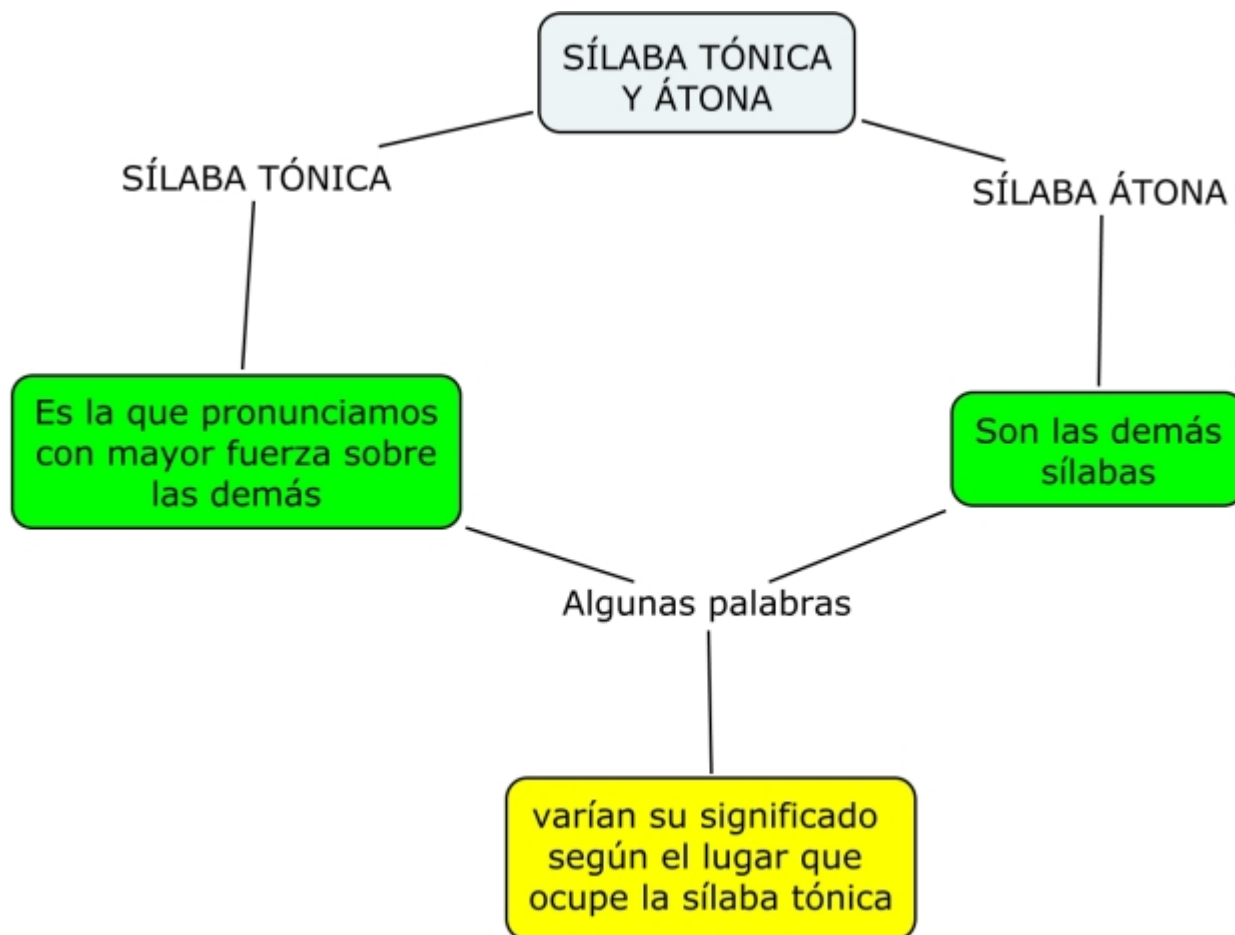 SÍLABA TÓNICA
Y ÁTONA
SÍLABA TÓNICA
SÍLABA ÁTONA
Es la que pronunciamos
con mayor fuerza sobre
las demás
Son las demás
sílabas
Algunas palabras
varían su significado
según el lugar que
ocupe la sílaba tónica